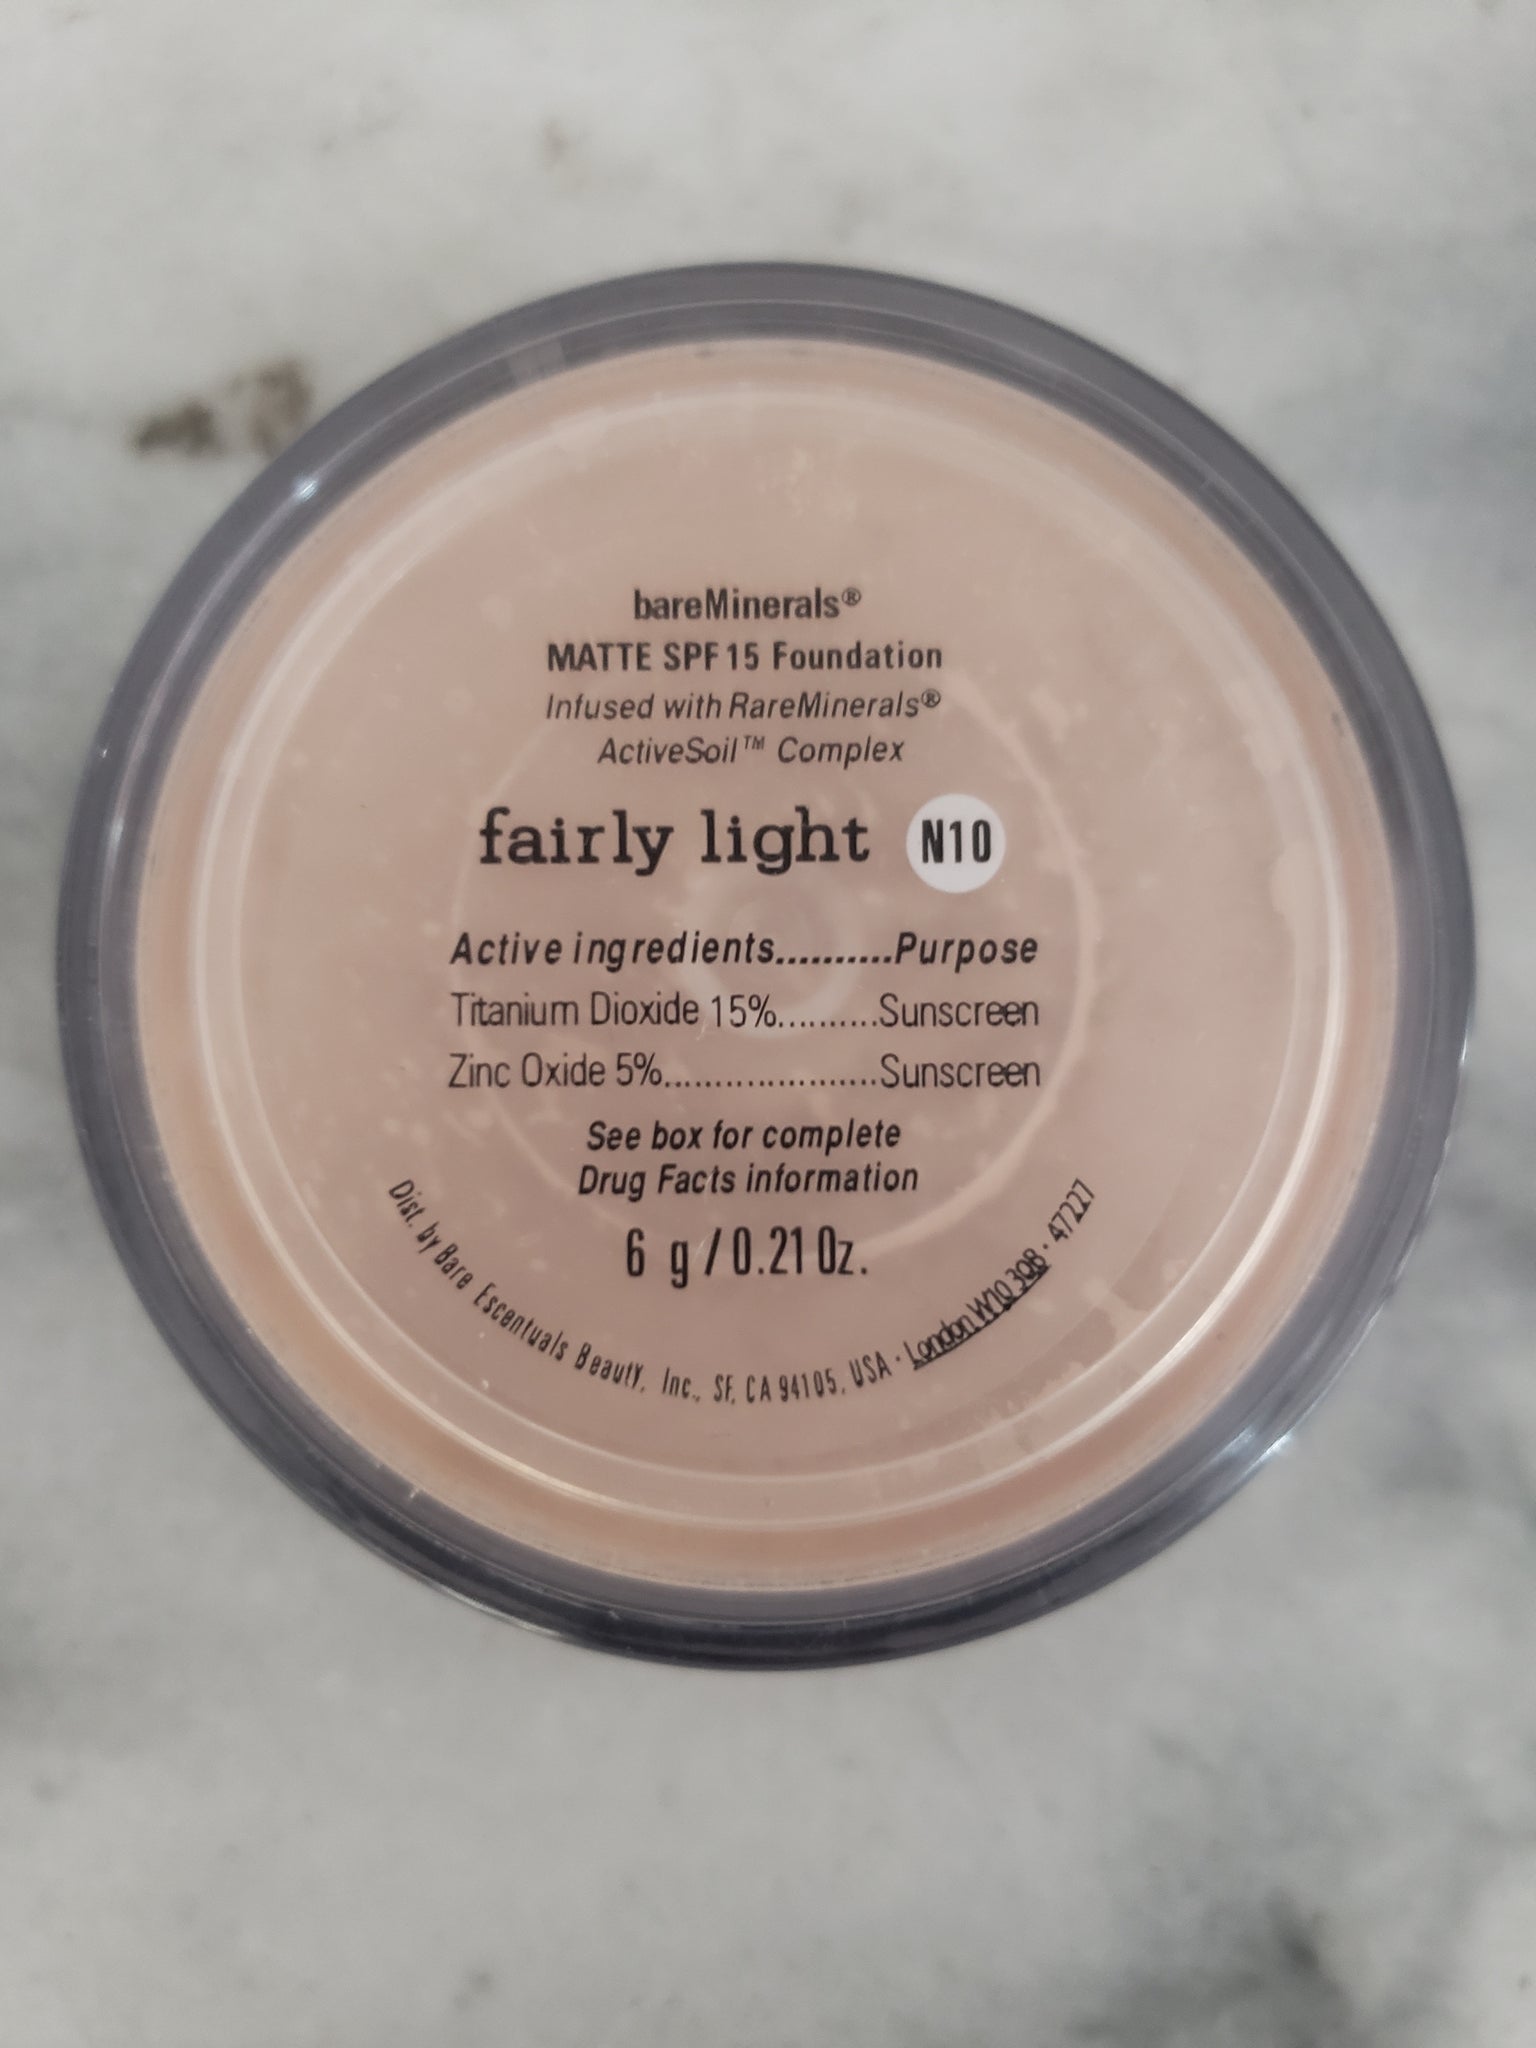 bareMinerals®
MATTE SPF 15 Foundation
Infused with RareMinerals®
ActiveSoil™ Complex
fairly light N10
Active ingredients..........Purpose
Titanium Dioxide 15%..........Sunscreen
Zinc Oxide 5%.....................Sunscreen
See box for complete
Drug Facts information
6 g / 0.21 Oz.
Dist. by Bare Escentuals Beauty, Inc., SF, CA 94105, USA · London W10 3QB · 47227